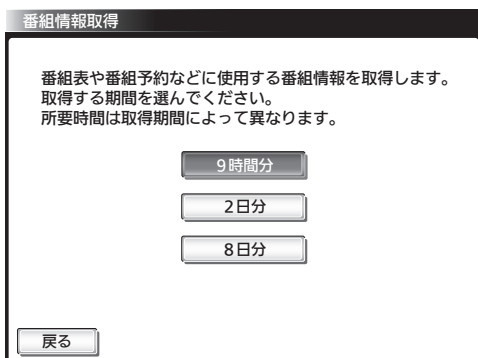 番組情報取得
番組表や番組予約などに使用する番組情報を取得します。
取得する期間を選んでください。
所要時間は取得期間によって異なります。
9時間分
2日分
8日分
戻る